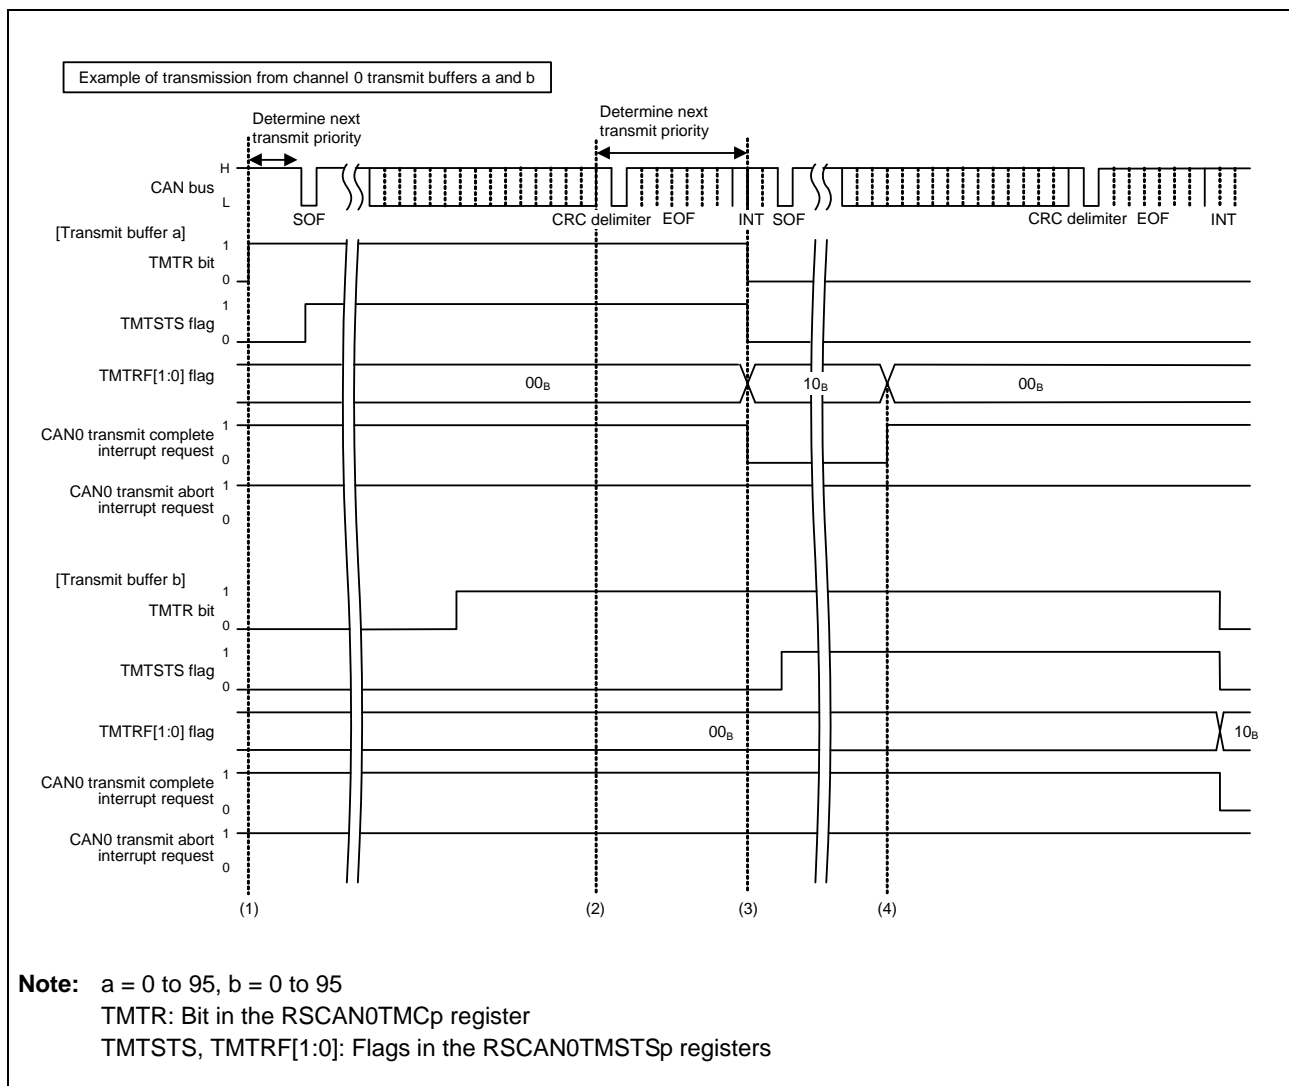 Example of transmission from channel 0 transmit buffers a and b
Determine next
transmit priority
Determine next
transmit priority
H
CAN bus
L
SOF
CRC delimiter
EOF
INT
SOF
CRC delimiter
EOF
INT
[Transmit buffer a]
1
TMTR bit
0
1
TMTSTS flag
0
TMTRF[1:0] flag
00B
10B
00B
CAN0 transmit complete
interrupt request
1
0
CAN0 transmit abort
interrupt request
1
0
[Transmit buffer b]
1
TMTR bit
0
1
TMTSTS flag
0
TMTRF[1:0] flag
00B
10B
CAN0 transmit complete
interrupt request
1
0
CAN0 transmit abort
interrupt request
1
0
(1)
(2)
(3)
(4)
Note: a = 0 to 95, b = 0 to 95
TMTR: Bit in the RSCAN0TMCp register
TMTSTS, TMTRF[1:0]: Flags in the RSCAN0TMSTSp registers